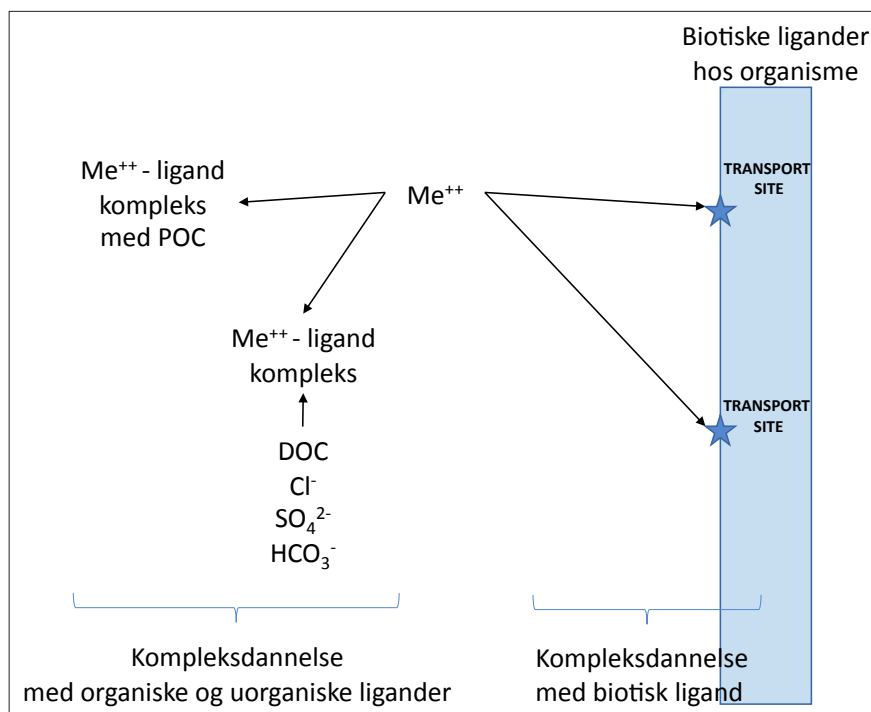 Biotiske ligander
hos organisme
TRANSPORT
SITE
Me⁺⁺ - ligand
kompleks
med POC
Me⁺⁺
Me⁺⁺ - ligand
kompleks
TRANSPORT
SITE
DOC
Cl⁻
SO₄²⁻
HCO₃⁻
Kompleksdannelse
med organiske og uorganiske ligander
Kompleksdannelse
med biotisk ligand